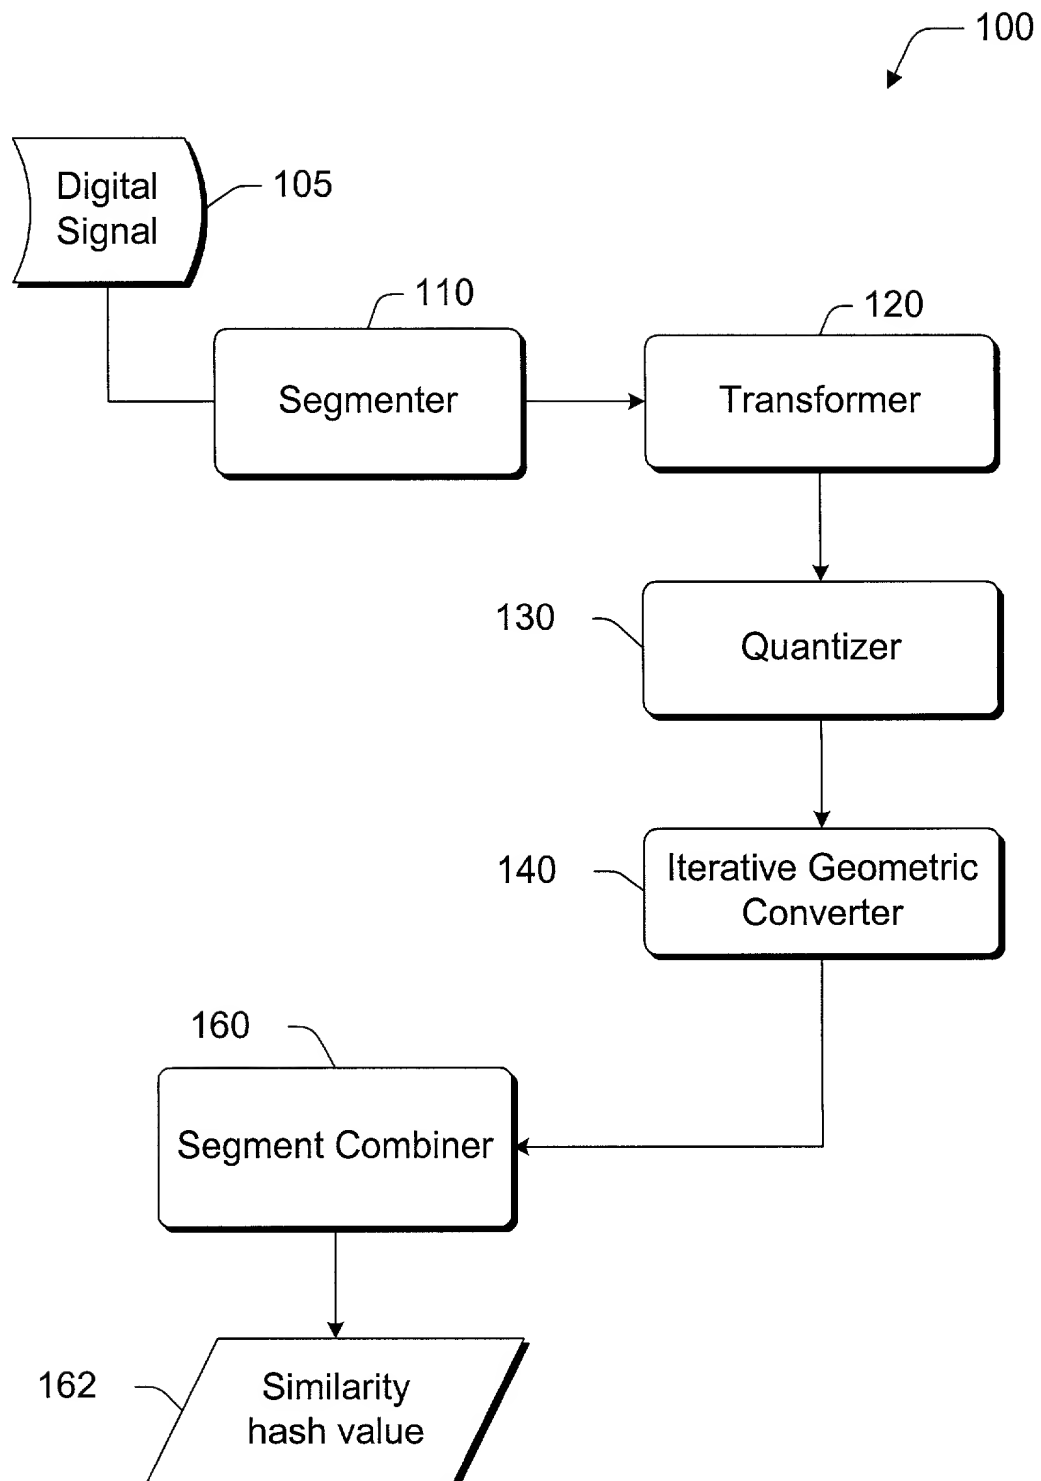 100
Digital
Signal
105
110
Segmenter
120
Transformer
130
Quantizer
140
Iterative Geometric
Converter
160
Segment Combiner
162
Similarity
hash value